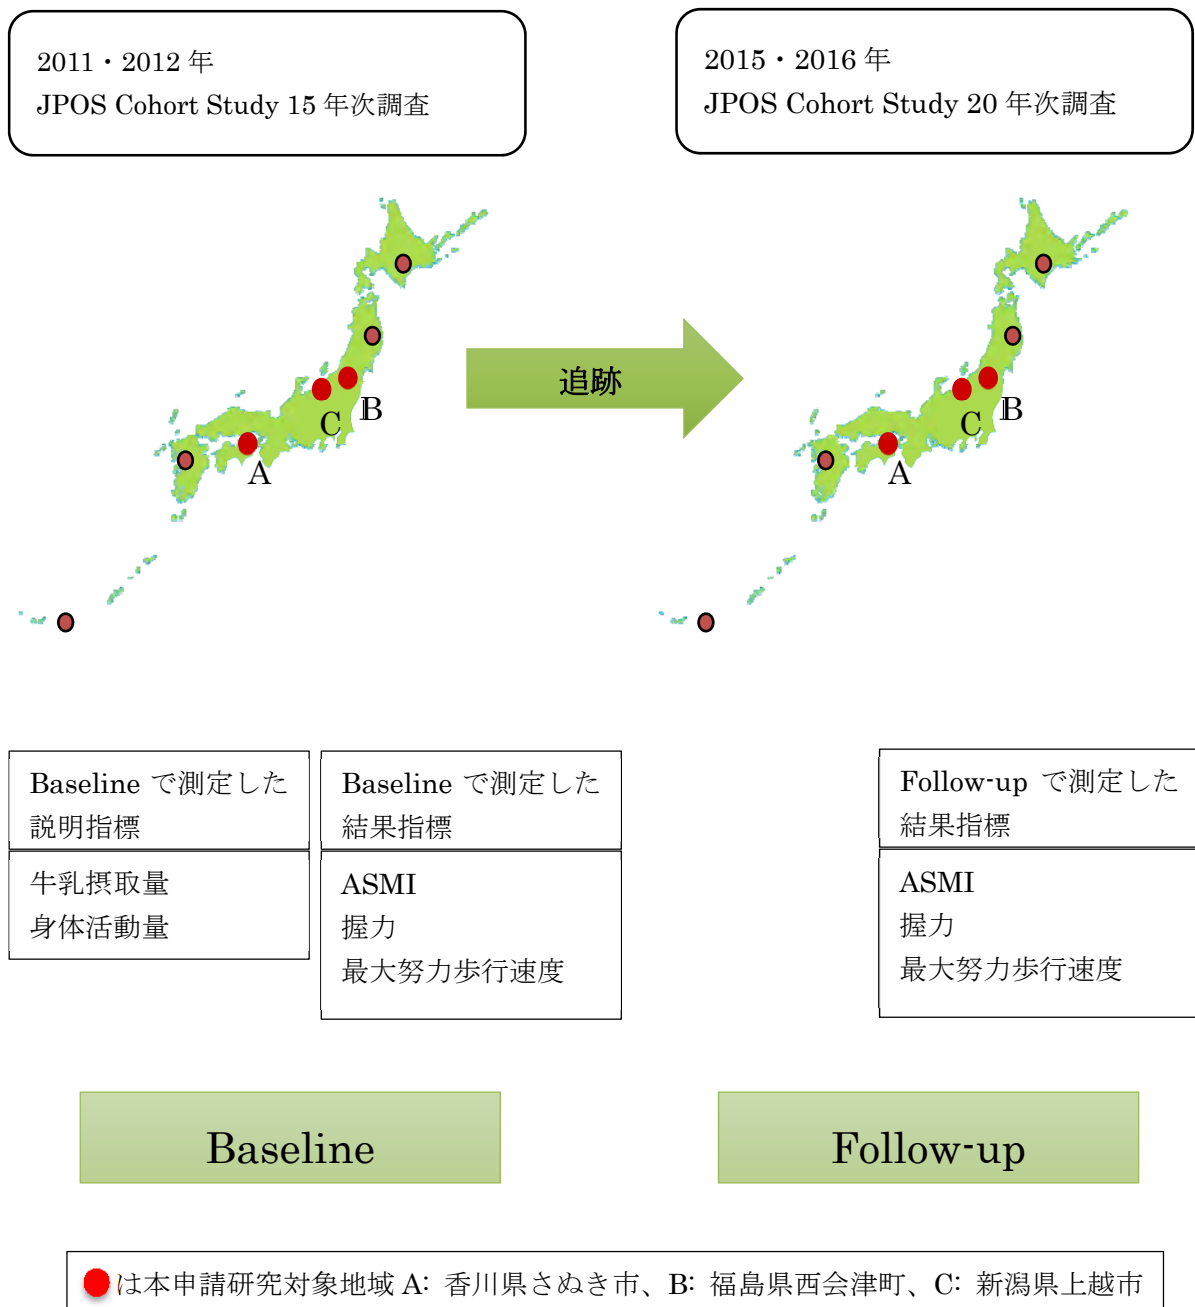 2011・2012 年
JPOS Cohort Study 15 年次調査
2015・2016 年
JPOS Cohort Study 20 年次調査
追跡
B
C
A
B
C
A
Baseline で測定した
説明指標
牛乳摂取量
身体活動量
Baseline で測定した
結果指標
ASMI
握力
最大努力歩行速度
Follow-up で測定した
結果指標
ASMI
握力
最大努力歩行速度
Baseline
Follow-up
は本申請研究対象地域 A: 香川県さぬき市、B: 福島県西会津町、C: 新潟県上越市